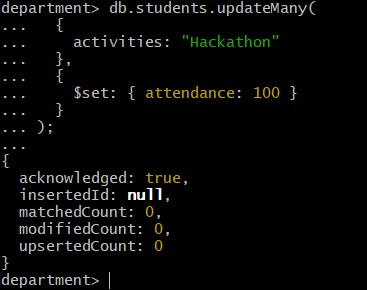 department> db.students.updateMany(
...   {
...     activities: "Hackathon"
...   },
...   {
...     $set: { attendance: 100 }
...   }
... );
...
{
  acknowledged: true,
  insertedId: null,
  matchedCount: 0,
  modifiedCount: 0,
  upsertedCount: 0
}
department>